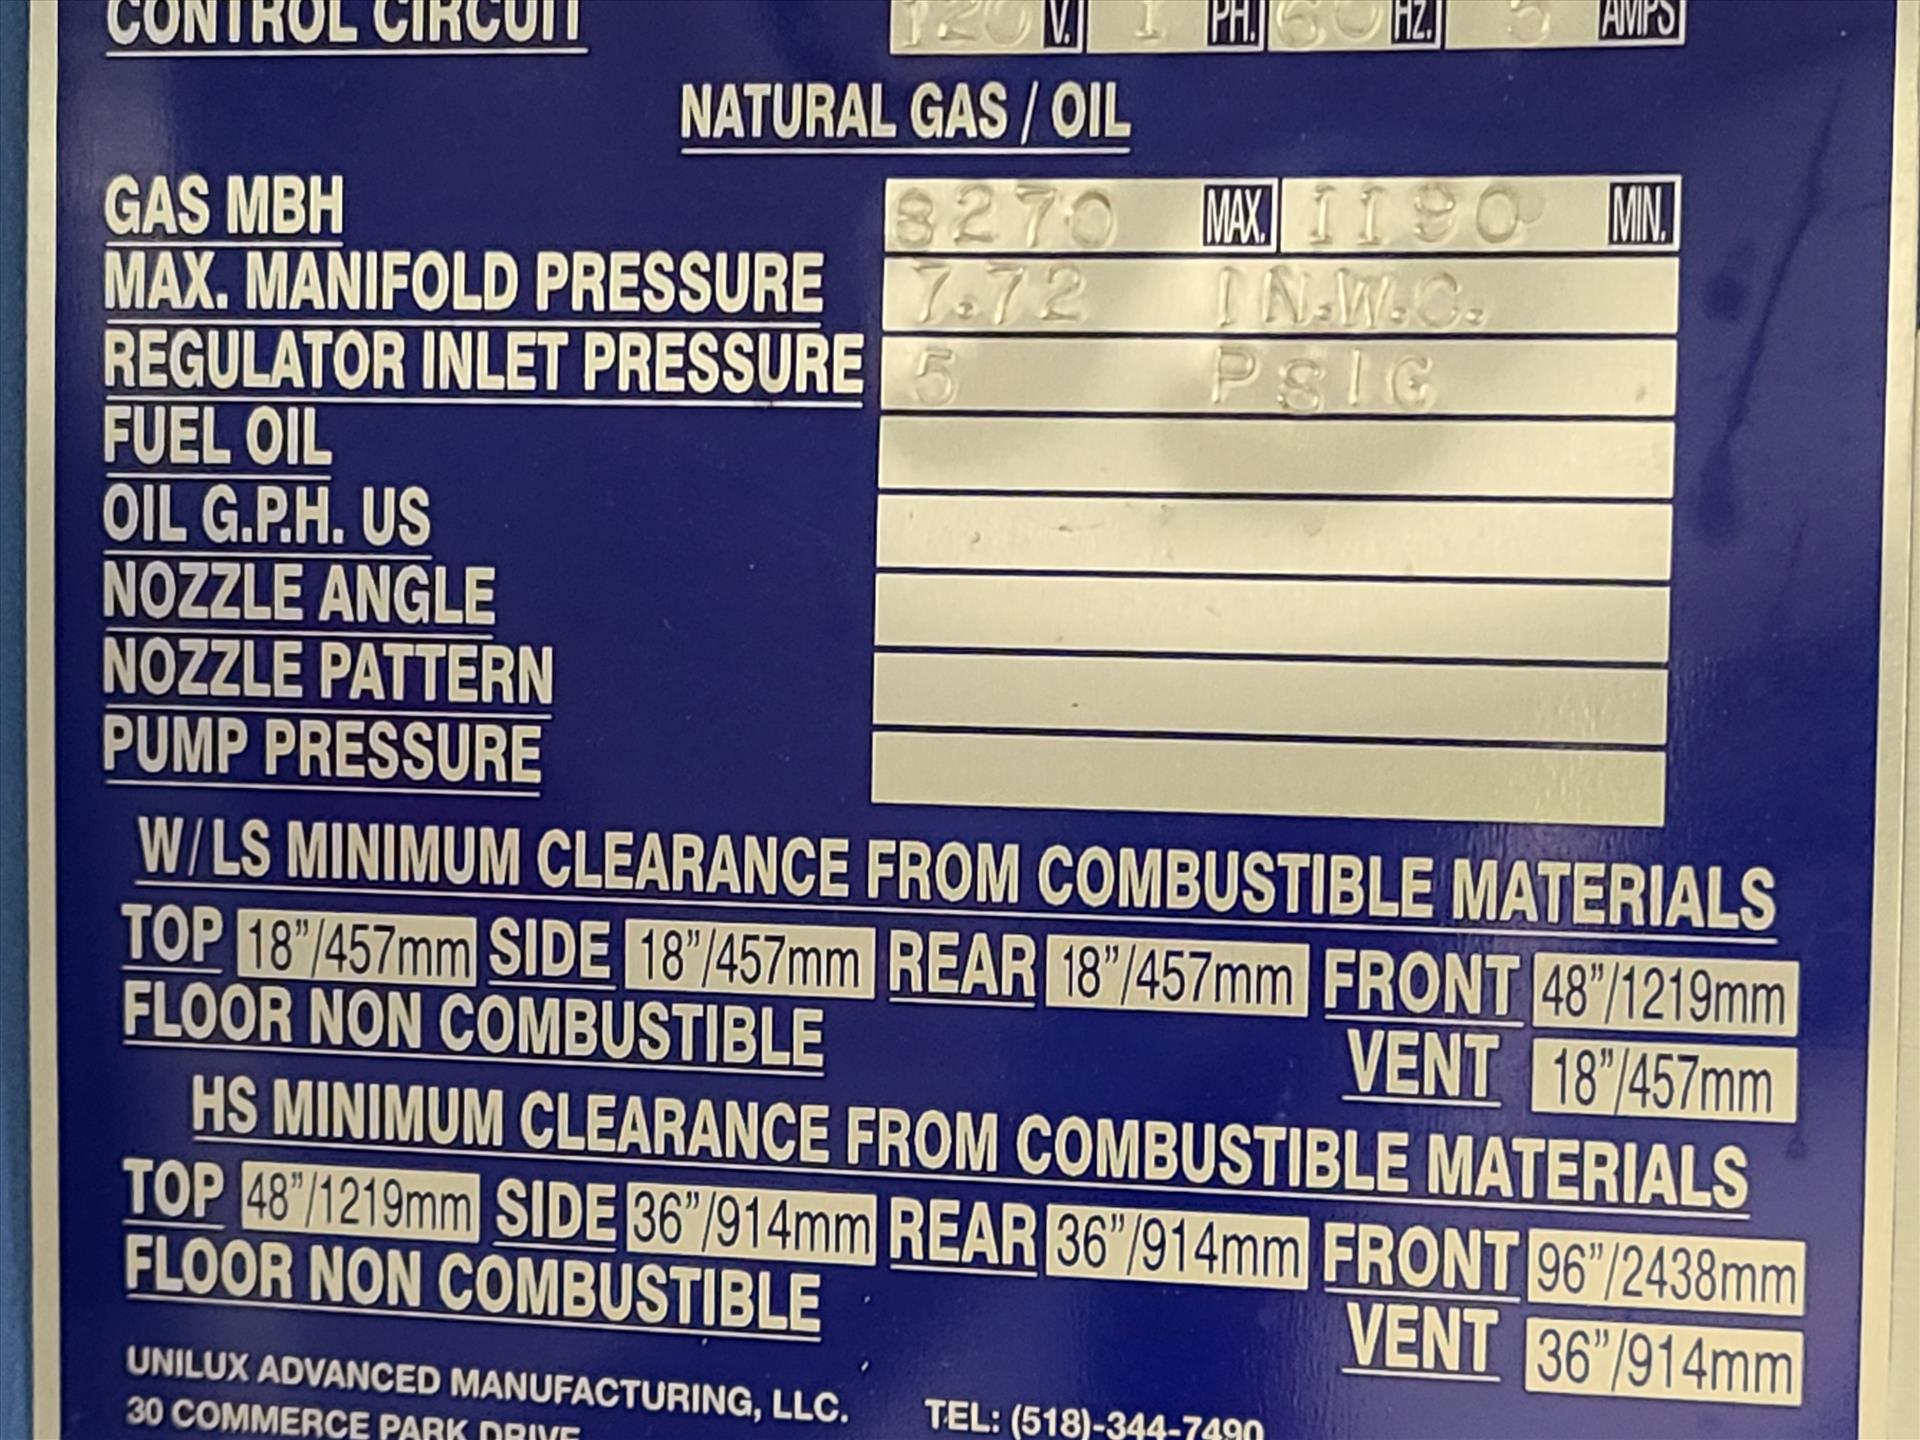 CONTROL CIRCUIT 120 V. 1 PH. 60 HZ. 5 AMPS
NATURAL GAS / OIL
GAS MBH 8270 MAX. 1190 MIN.
MAX. MANIFOLD PRESSURE 7.72 IN.W.C.
REGULATOR INLET PRESSURE 5 PSIG
FUEL OIL
OIL G.P.H. US
NOZZLE ANGLE
NOZZLE PATTERN
PUMP PRESSURE
W/LS MINIMUM CLEARANCE FROM COMBUSTIBLE MATERIALS
TOP 18"/457mm SIDE 18"/457mm REAR 18"/457mm FRONT 48"/1219mm
FLOOR NON COMBUSTIBLE VENT 18"/457mm
HS MINIMUM CLEARANCE FROM COMBUSTIBLE MATERIALS
TOP 48"/1219mm SIDE 36"/914mm REAR 36"/914mm FRONT 96"/2438mm
FLOOR NON COMBUSTIBLE VENT 36"/914mm
UNILUX ADVANCED MANUFACTURING, LLC.
30 COMMERCE PARK DRIVE TEL: (518)-344-7490